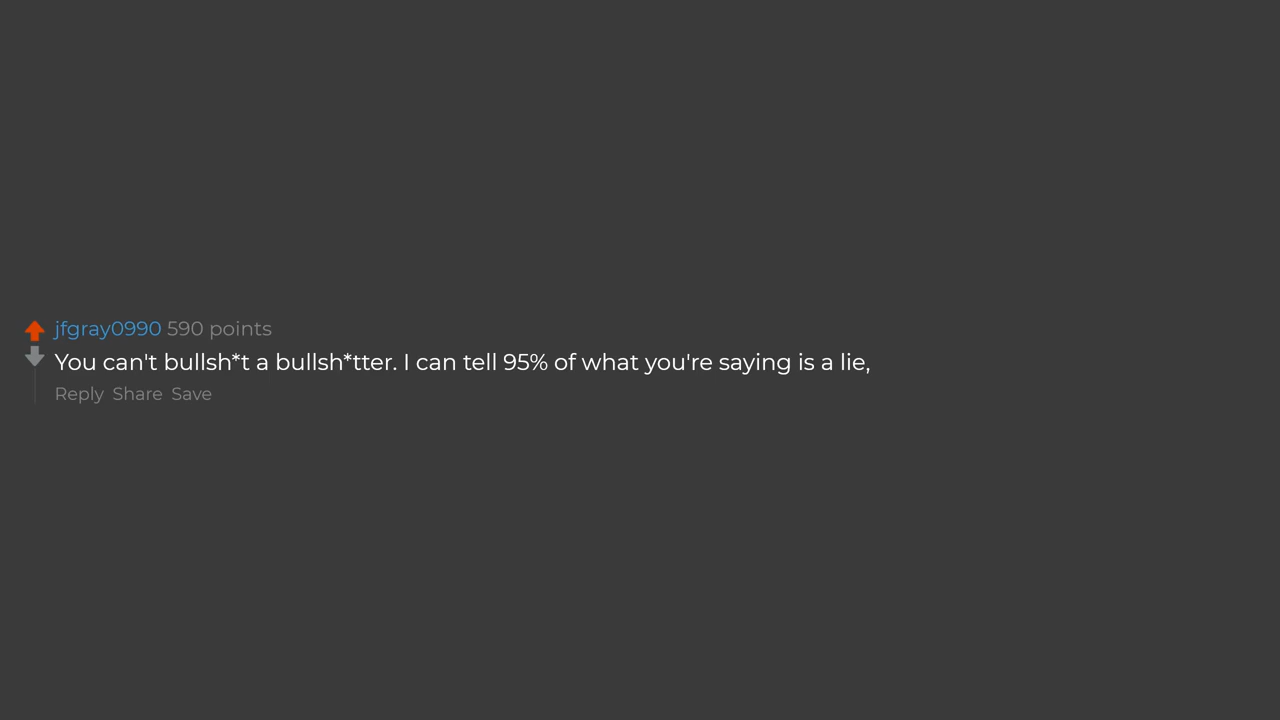 jfgray0990 590 points
You can't bullsh*t a bullsh*tter. I can tell 95% of what you're saying is a lie,
Reply Share Save